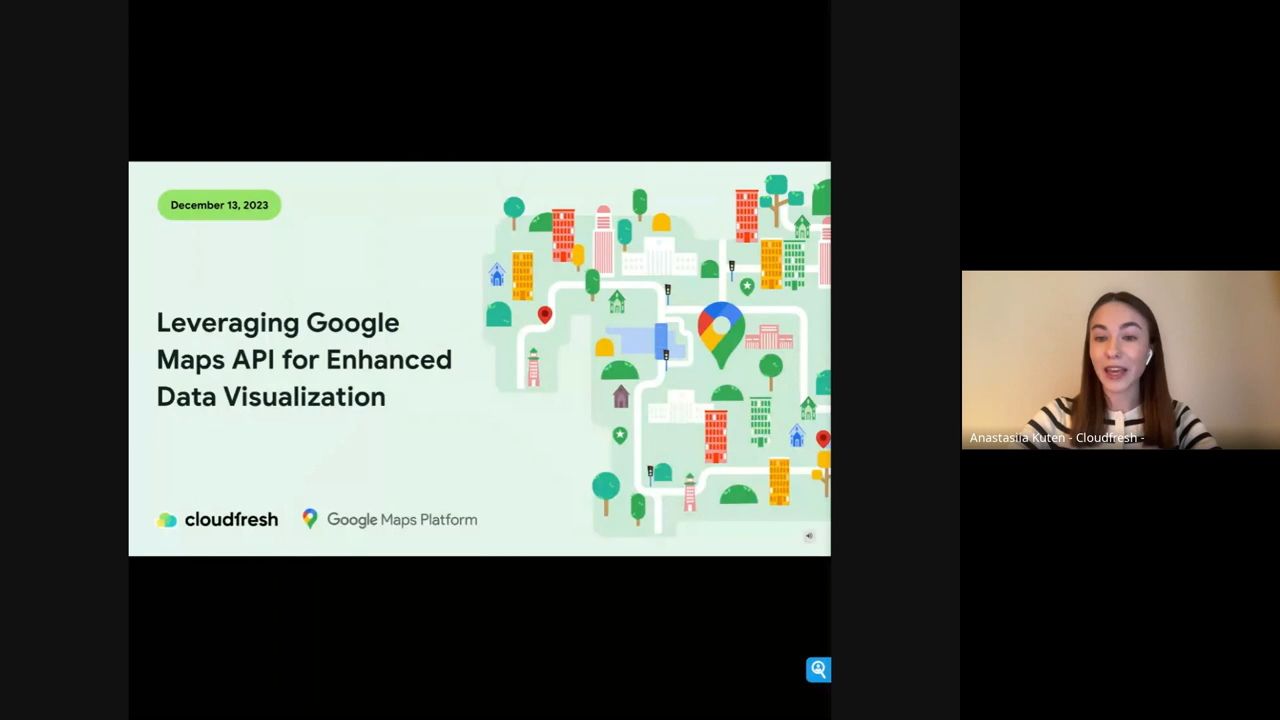 December 13, 2023
Leveraging Google
Maps API for Enhanced
Data Visualization
cloudfresh
Google Maps Platform
Anastasiia Kuten - Cloudfresh -